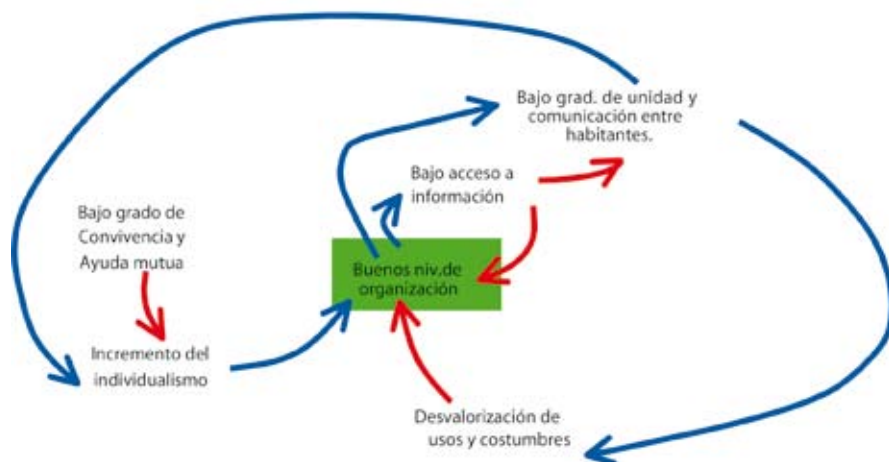 Bajo grad. de unidad y
comunicación entre
habitantes.
Bajo acceso a
información
Bajo grado de
Convivencia y
Ayuda mutua
Buenos niv.de
organización
Incremento del
individualismo
Desvalorización de
usos y costumbres